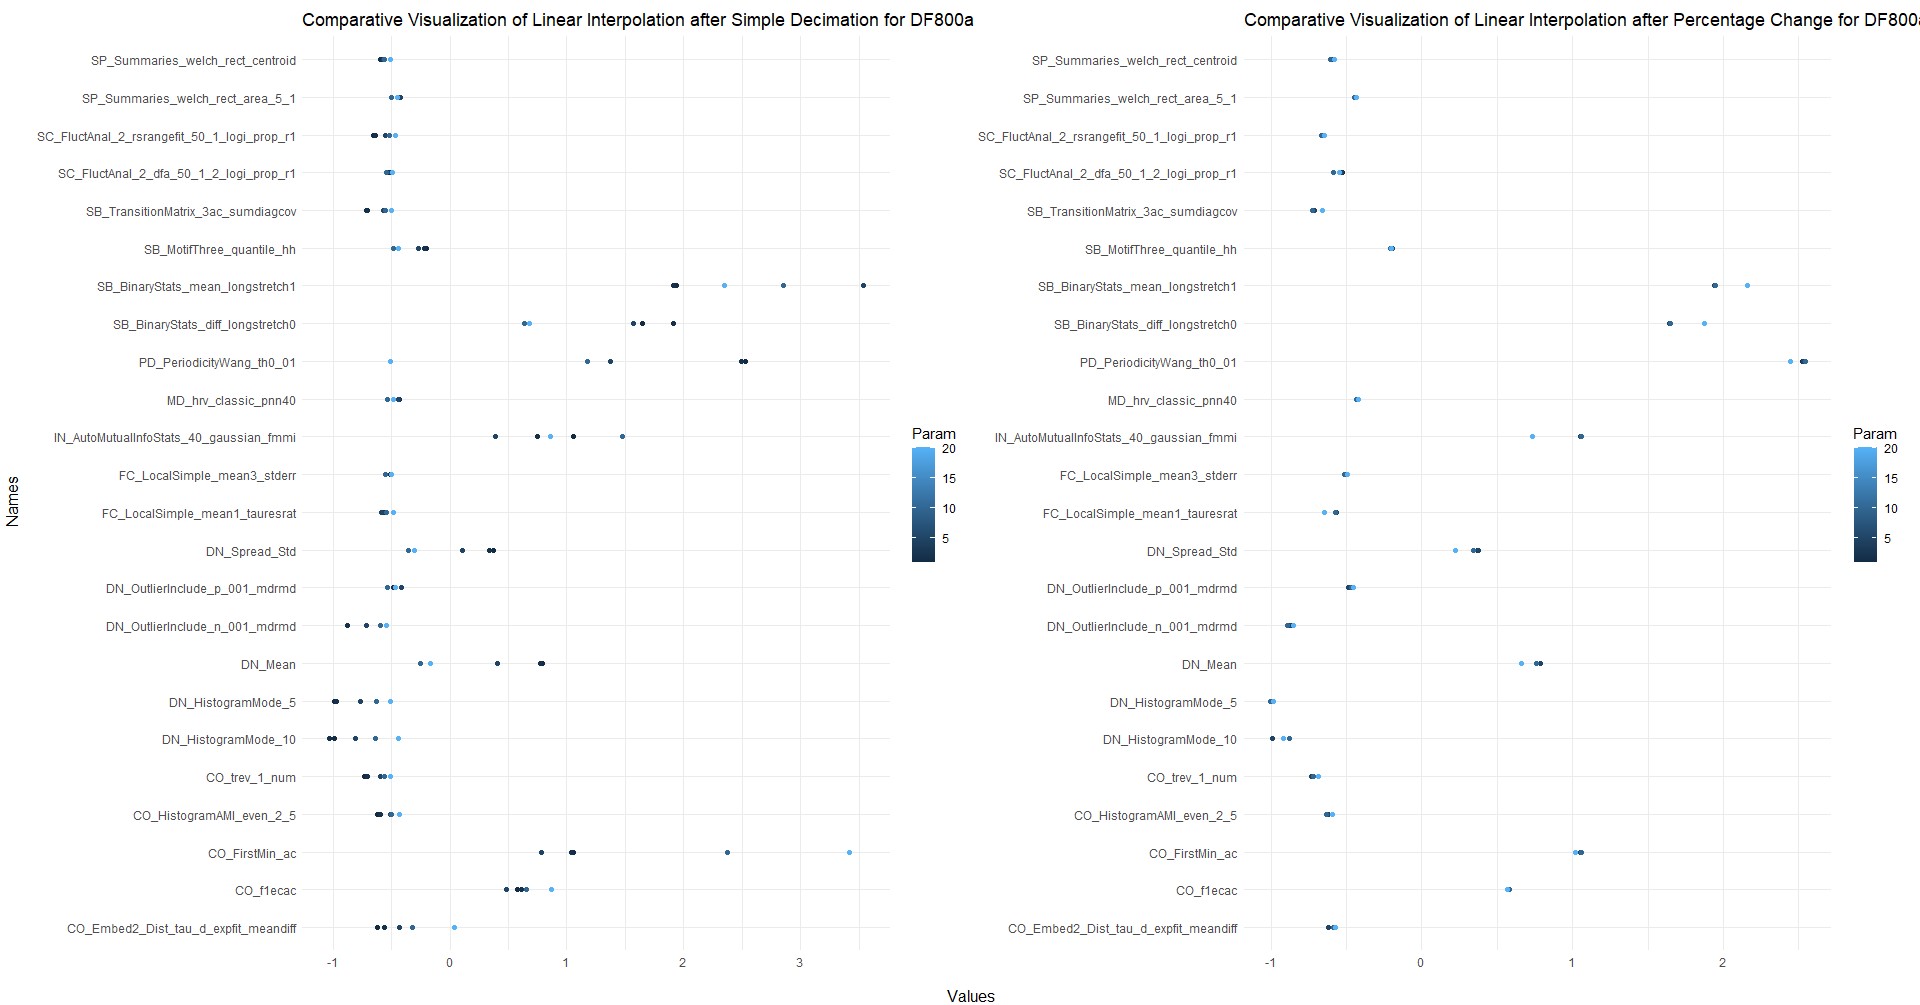 Comparative Visualization of Linear Interpolation after Simple Decimation for DF800a
SP_Summaries_welch_rect_centroid
SP_Summaries_welch_rect_area_5_1
SC_FluctAnal_2_rsrangefit_50_1_logi_prop_r1
SC_FluctAnal_2_dfa_50_1_2_logi_prop_r1
SB_TransitionMatrix_3ac_sumdiagcov
SB_MotifThree_quantile_hh
SB_BinaryStats_mean_longstretch1
SB_BinaryStats_diff_longstretch0
PD_PeriodicityWang_th0_01
MD_hrv_classic_pnn40
IN_AutoMutualInfoStats_40_gaussian_fmmi
FC_LocalSimple_mean3_stderr
FC_LocalSimple_mean1_tauresrat
DN_Spread_Std
DN_OutlierInclude_p_001_mdrmd
DN_OutlierInclude_n_001_mdrmd
DN_Mean
DN_HistogramMode_5
DN_HistogramMode_10
CO_trev_1_num
CO_HistogramAMI_even_2_5
CO_FirstMin_ac
CO_f1ecac
CO_Embed2_Dist_tau_d_expfit_meandiff
-1 0 1 2 3
Names
Param
20
15
10
5
Comparative Visualization of Linear Interpolation after Percentage Change for DF800a
SP_Summaries_welch_rect_centroid
SP_Summaries_welch_rect_area_5_1
SC_FluctAnal_2_rsrangefit_50_1_logi_prop_r1
SC_FluctAnal_2_dfa_50_1_2_logi_prop_r1
SB_TransitionMatrix_3ac_sumdiagcov
SB_MotifThree_quantile_hh
SB_BinaryStats_mean_longstretch1
SB_BinaryStats_diff_longstretch0
PD_PeriodicityWang_th0_01
MD_hrv_classic_pnn40
IN_AutoMutualInfoStats_40_gaussian_fmmi
FC_LocalSimple_mean3_stderr
FC_LocalSimple_mean1_tauresrat
DN_Spread_Std
DN_OutlierInclude_p_001_mdrmd
DN_OutlierInclude_n_001_mdrmd
DN_Mean
DN_HistogramMode_5
DN_HistogramMode_10
CO_trev_1_num
CO_HistogramAMI_even_2_5
CO_FirstMin_ac
CO_f1ecac
CO_Embed2_Dist_tau_d_expfit_meandiff
-1 0 1 2
Param
20
15
10
5
Values